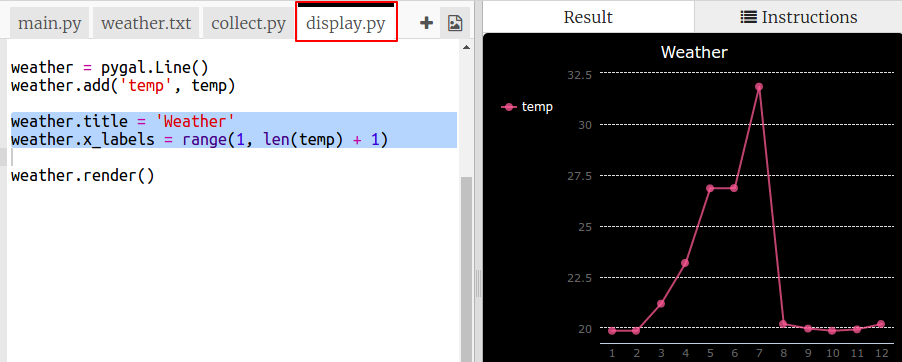 main.py weather.txt collect.py display.py +
weather = pygal.Line()
weather.add('temp', temp)
weather.title = 'Weather'
weather.x_labels = range(1, len(temp) + 1)
weather.render()
Result Instructions
Weather
temp
32.5
30
27.5
25
22.5
20
1 2 3 4 5 6 7 8 9 10 11 12